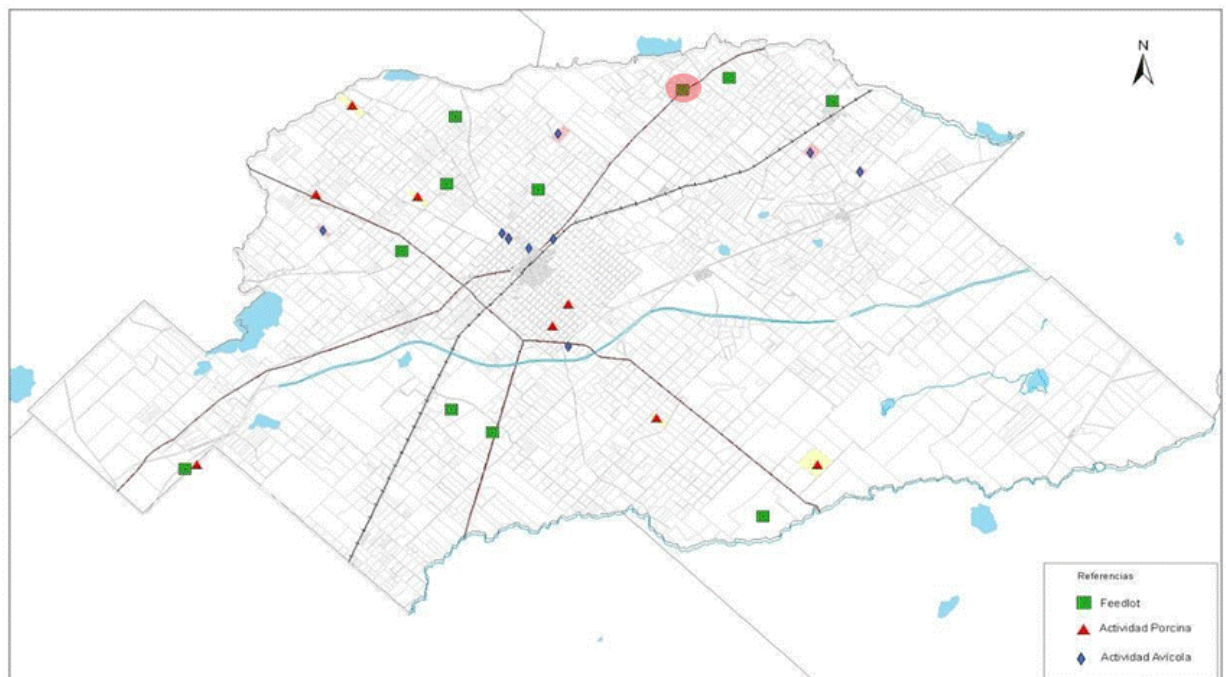 N
Referencias
Feedlot
Actividad Porcina
Actividad Avícola